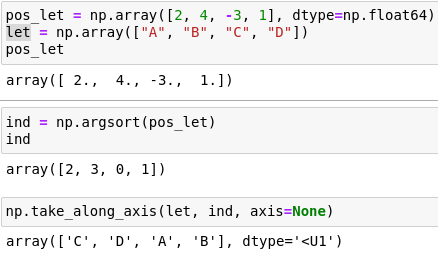 pos_let = np.array([2, 4, -3, 1], dtype=np.float64)
let = np.array(["A", "B", "C", "D"])
pos_let
array([ 2.,  4., -3.,  1.])
ind = np.argsort(pos_let)
ind
array([2, 3, 0, 1])
np.take_along_axis(let, ind, axis=None)
array(['C', 'D', 'A', 'B'], dtype='<U1')